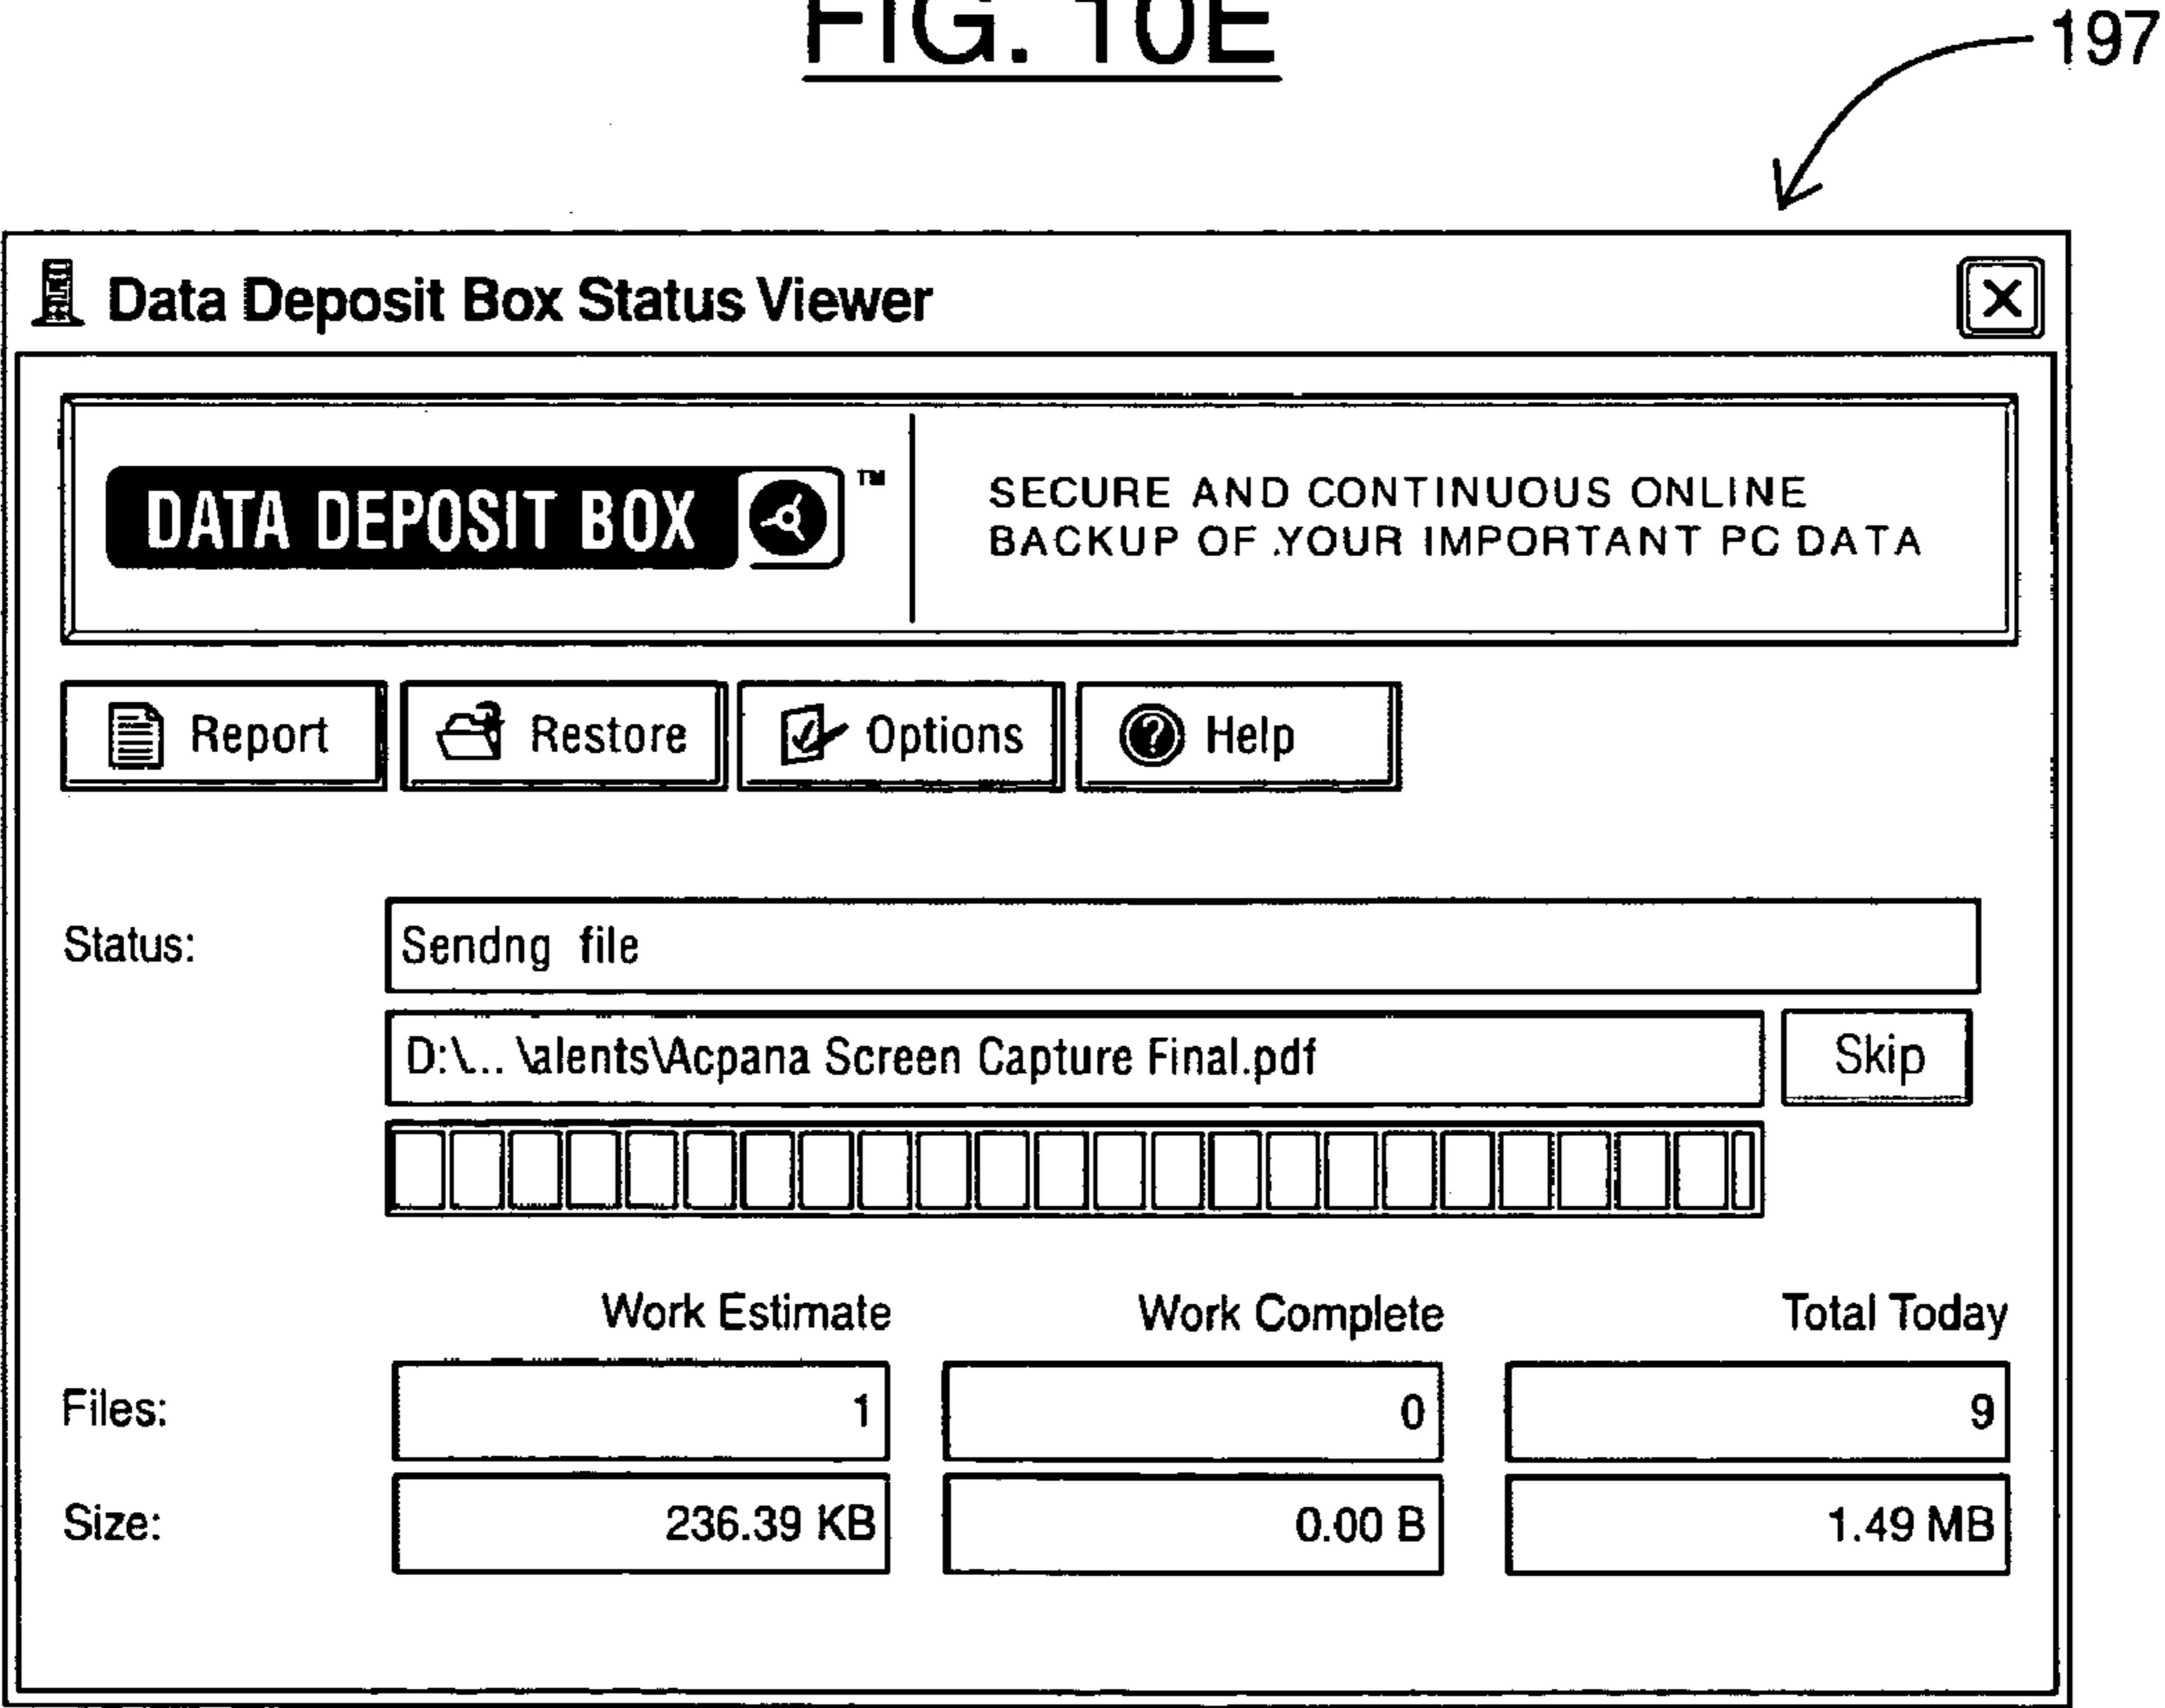 FIG. 10E
197
Data Deposit Box Status Viewer
DATA DEPOSIT BOX ™
SECURE AND CONTINUOUS ONLINE
BACKUP OF YOUR IMPORTANT PC DATA
Report Restore Options Help
Status: Sendng file
D:\... \alents\Acpana Screen Capture Final.pdf Skip
Work Estimate Work Complete Total Today
Files: 1 0 9
Size: 236.39 KB 0.00 B 1.49 MB